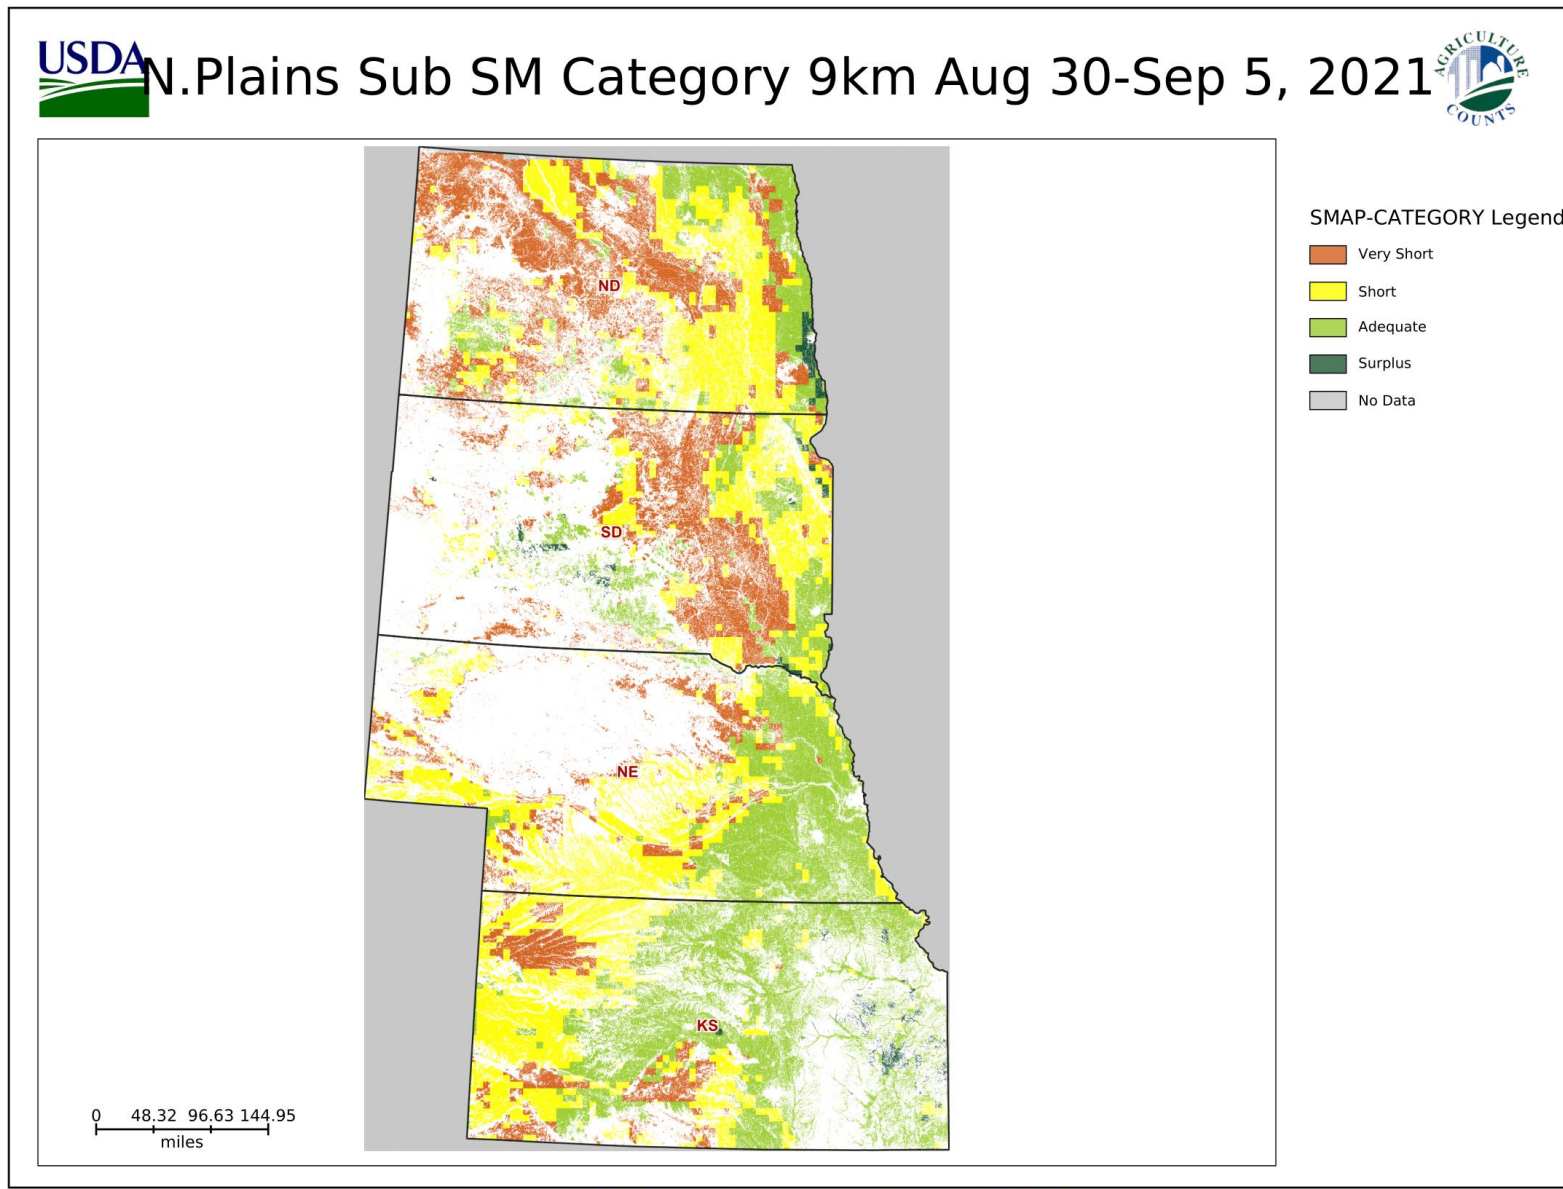 USDA
N.Plains Sub SM Category 9km Aug 30-Sep 5, 2021
AGRICULTURE
COUNTS
SMAP-CATEGORY Legend
Very Short
Short
Adequate
Surplus
No Data
ND
SD
NE
KS
0 48.32 96.63 144.95
miles